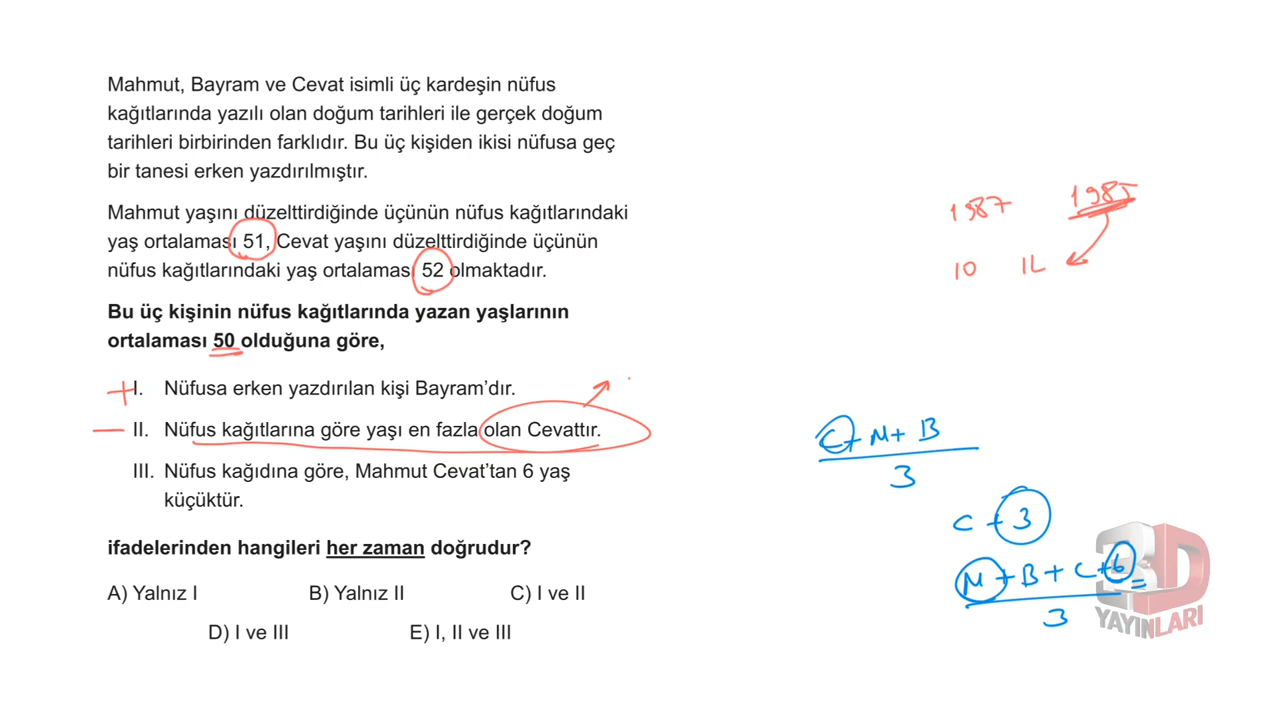 Mahmut, Bayram ve Cevat isimli üç kardeşin nüfus
kağıtlarında yazılı olan doğum tarihleri ile gerçek doğum
tarihleri birbirinden farklıdır. Bu üç kişiden ikisi nüfusa geç
bir tanesi erken yazdırılmıştır.
Mahmut yaşını düzelttirdiğinde üçünün nüfus kağıtlarındaki
yaş ortalaması 51, Cevat yaşını düzelttirdiğinde üçünün
nüfus kağıtlarındaki yaş ortalaması 52 olmaktadır.
Bu üç kişinin nüfus kağıtlarında yazan yaşlarının
ortalaması 50 olduğuna göre,
+ I. Nüfusa erken yazdırılan kişi Bayram'dır.
— II. Nüfus kağıtlarına göre yaşı en fazla olan Cevattır.
III. Nüfus kağıdına göre, Mahmut Cevat'tan 6 yaş
küçüktür.
ifadelerinden hangileri her zaman doğrudur?
A) Yalnız I B) Yalnız II C) I ve II
D) I ve III E) I, II ve III
1987 1985
10
C+M+B
3
C + 3
M+B+C+6 =
3
3D
YAYINLARI